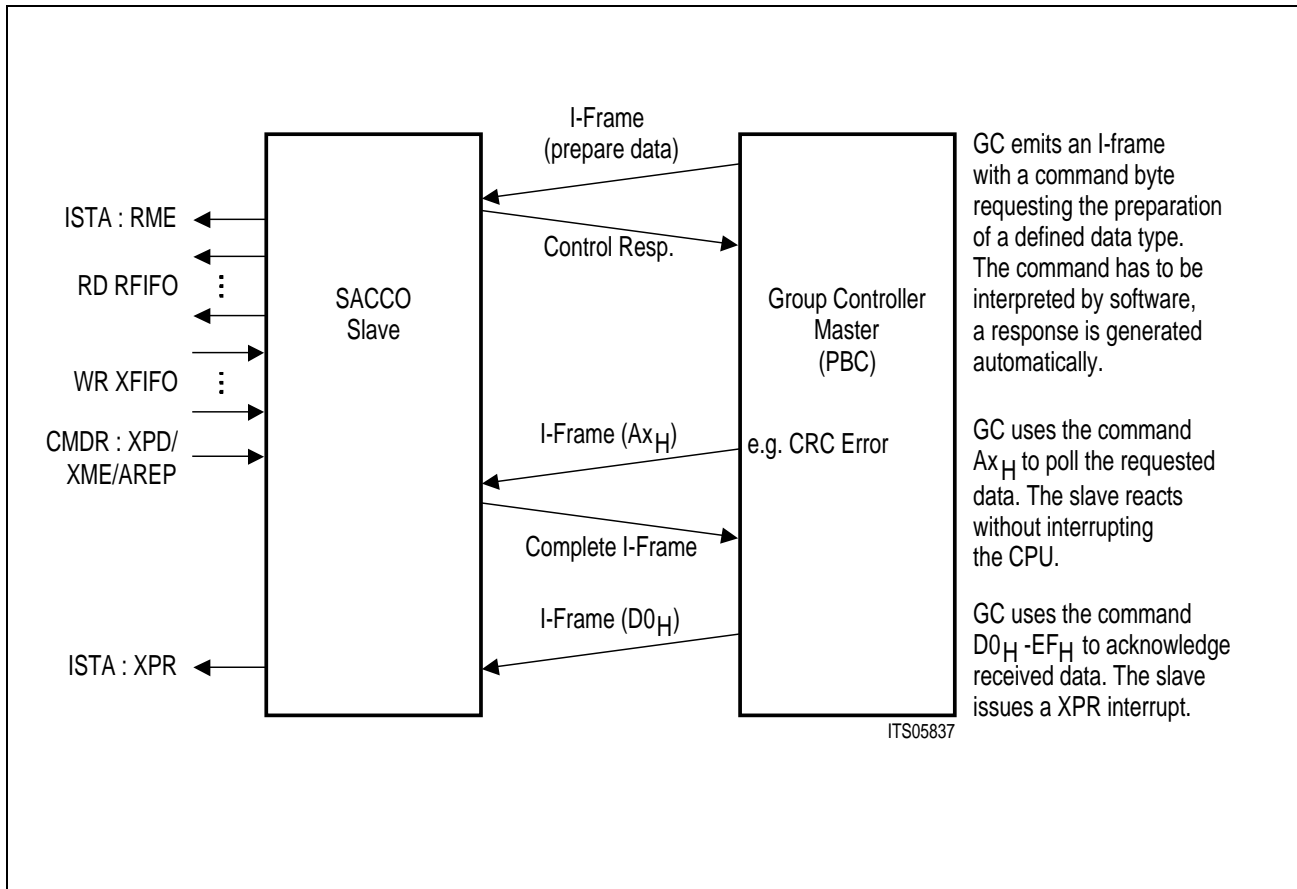 I-Frame
(prepare data)
ISTA : RME
Control Resp.
RD RFIFO
SACCO
Slave
Group Controller
Master
(PBC)
WR XFIFO
CMDR : XPD/
XME/AREP
I-Frame (AxH)
e.g. CRC Error
Complete I-Frame
I-Frame (D0H)
ISTA : XPR
GC emits an I-frame
with a command byte
requesting the preparation
of a defined data type.
The command has to be
interpreted by software,
a response is generated
automatically.
GC uses the command
AxH to poll the requested
data. The slave reacts
without interrupting
the CPU.
GC uses the command
D0H-EFH to acknowledge
received data. The slave
issues a XPR interrupt.
ITS05837